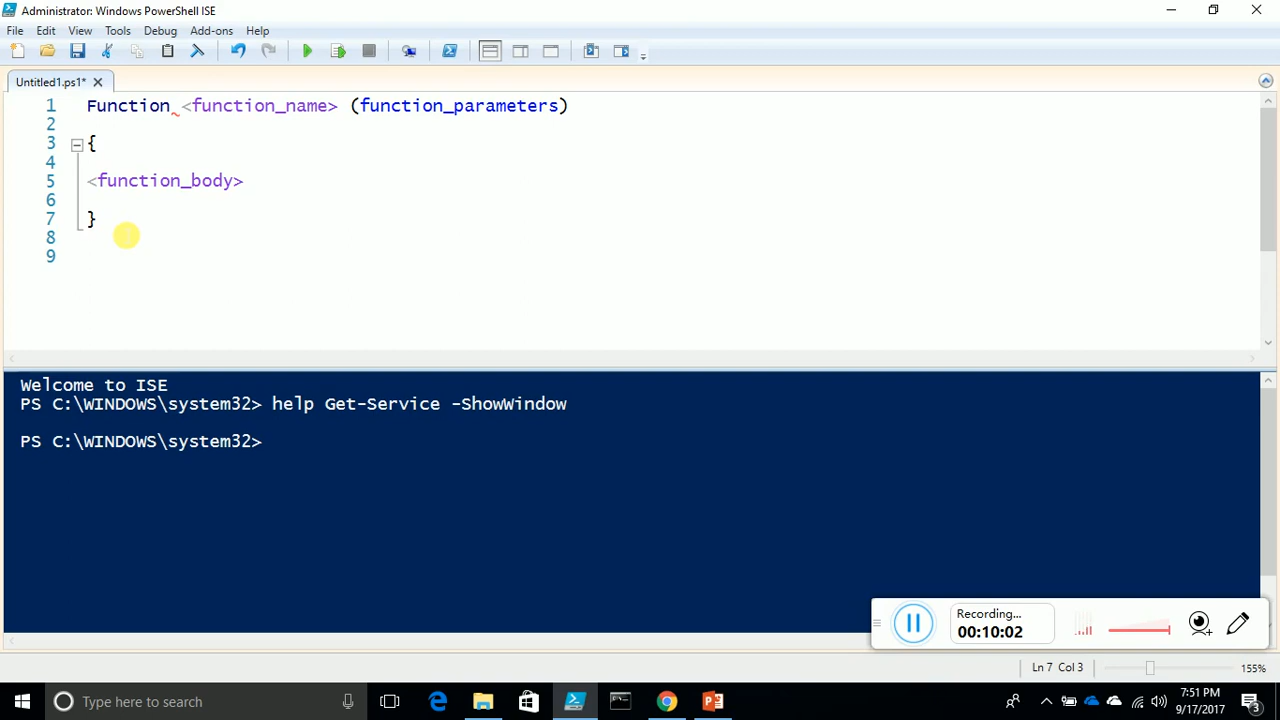 Administrator: Windows PowerShell ISE
File Edit View Tools Debug Add-ons Help
Untitled1.ps1* X
1 Function <function_name> (function_parameters)
2
3 {
4
5 <function_body>
6
7 }
8
9
Welcome to ISE
PS C:\WINDOWS\system32> help Get-Service -ShowWindow
PS C:\WINDOWS\system32>
Recording...
00:10:02
Ln 7 Col 3 155%
Type here to search
7:51 PM
9/17/2017
3